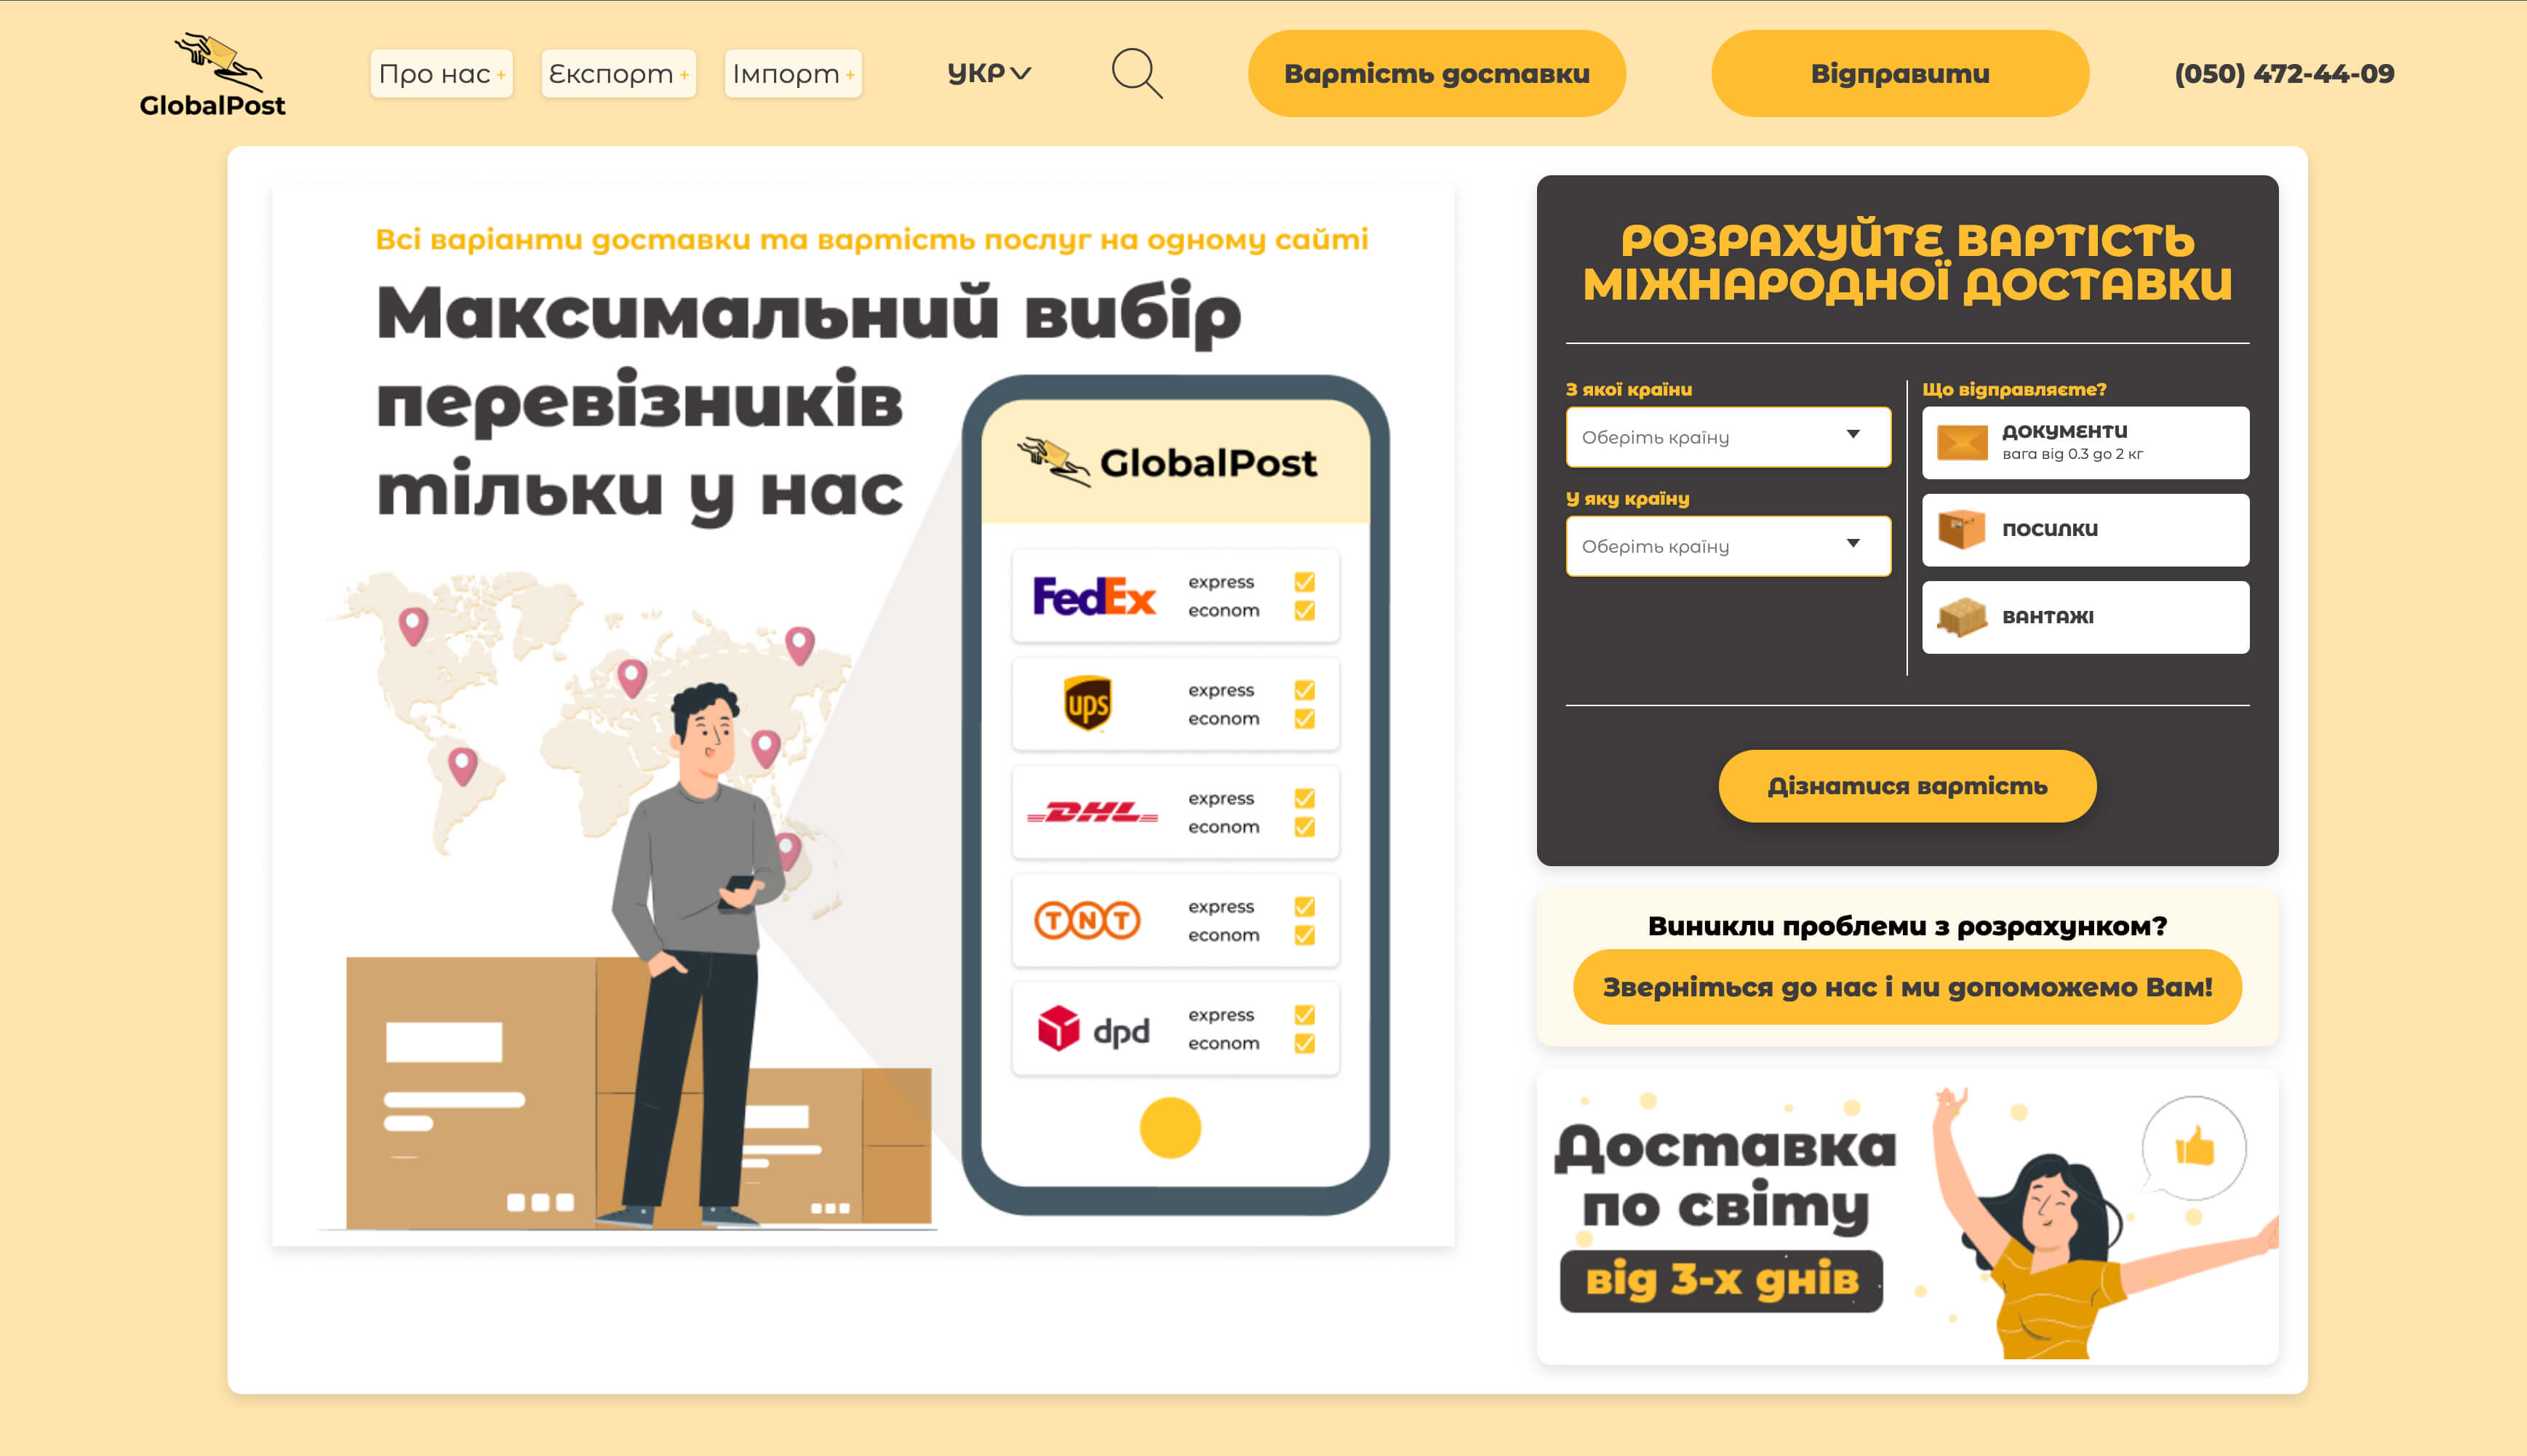 GlobalPost
Про нас +
Експорт +
Імпорт +
УКР
Вартість доставки
Відправити
(050) 472-44-09
Всі варіанти доставки та вартість послуг на одному сайті
Максимальний вибір
перевізників
тільки у нас
GlobalPost
FedEx
express
econom
ups
express
econom
DHL
express
econom
TNT
express
econom
dpd
express
econom
РОЗРАХУЙТЕ ВАРТІСТЬ
МІЖНАРОДНОЇ ДОСТАВКИ
З якої країни
Оберіть країну
У яку країну
Оберіть країну
Що відправляєте?
ДОКУМЕНТИ
вага від 0.3 до 2 кг
ПОСИЛКИ
ВАНТАЖІ
Дізнатися вартість
Виникли проблеми з розрахунком?
Зверніться до нас і ми допоможемо Вам!
Доставка
по світу
від 3-х днів